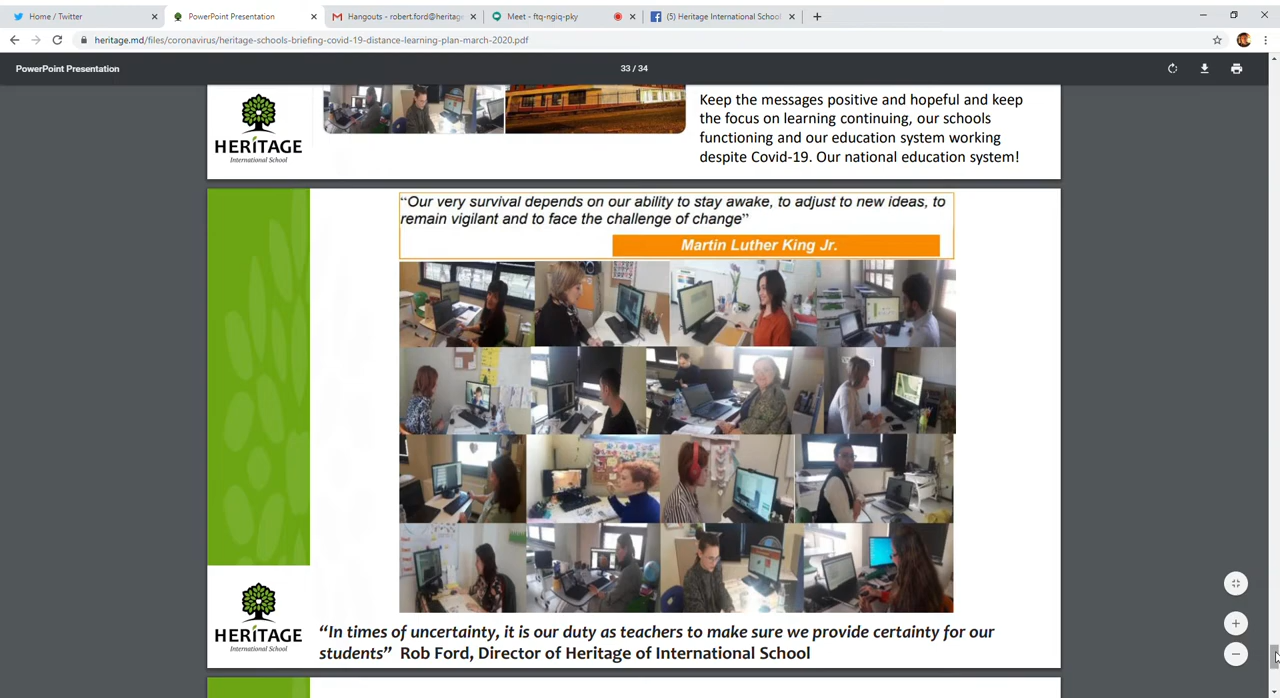 Home / Twitter
PowerPoint Presentation
Hangouts - robert.ford@heritage
Meet - ftq-ngiq-pky
(5) Heritage International School
heritage.md/files/coronavirus/heritage-schools-briefing-covid-19-distance-learning-plan-march-2020.pdf
PowerPoint Presentation
33 / 34
HERÍTAGE
International School
Keep the messages positive and hopeful and keep
the focus on learning continuing, our schools
functioning and our education system working
despite Covid-19. Our national education system!
“Our very survival depends on our ability to stay awake, to adjust to new ideas, to
remain vigilant and to face the challenge of change”
Martin Luther King Jr.
HERÍTAGE
International School
“In times of uncertainty, it is our duty as teachers to make sure we provide certainty for our
students” Rob Ford, Director of Heritage of International School